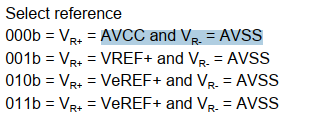 Select reference
000b = VR+ = AVCC and VR- = AVSS
001b = VR+ = VREF+ and VR- = AVSS
010b = VR+ = VeREF+ and VR- = AVSS
011b = VR+ = VeREF+ and VR- = AVSS